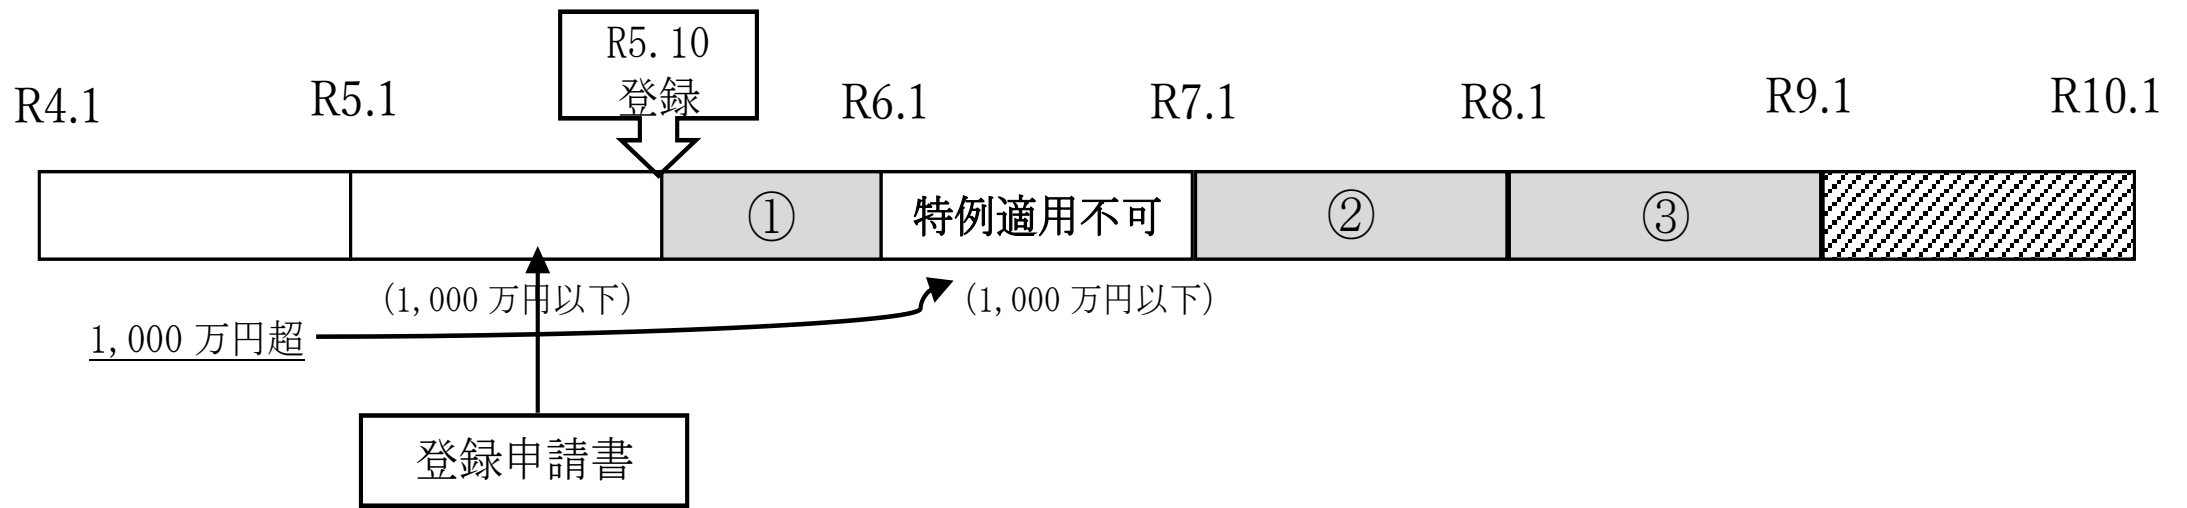 R5.10
登録
R4.1
R5.1
R6.1
R7.1
R8.1
R9.1
R10.1
①
特例適用不可
②
③
(1,000 万円以下)
(1,000 万円以下)
1,000 万円超
登録申請書